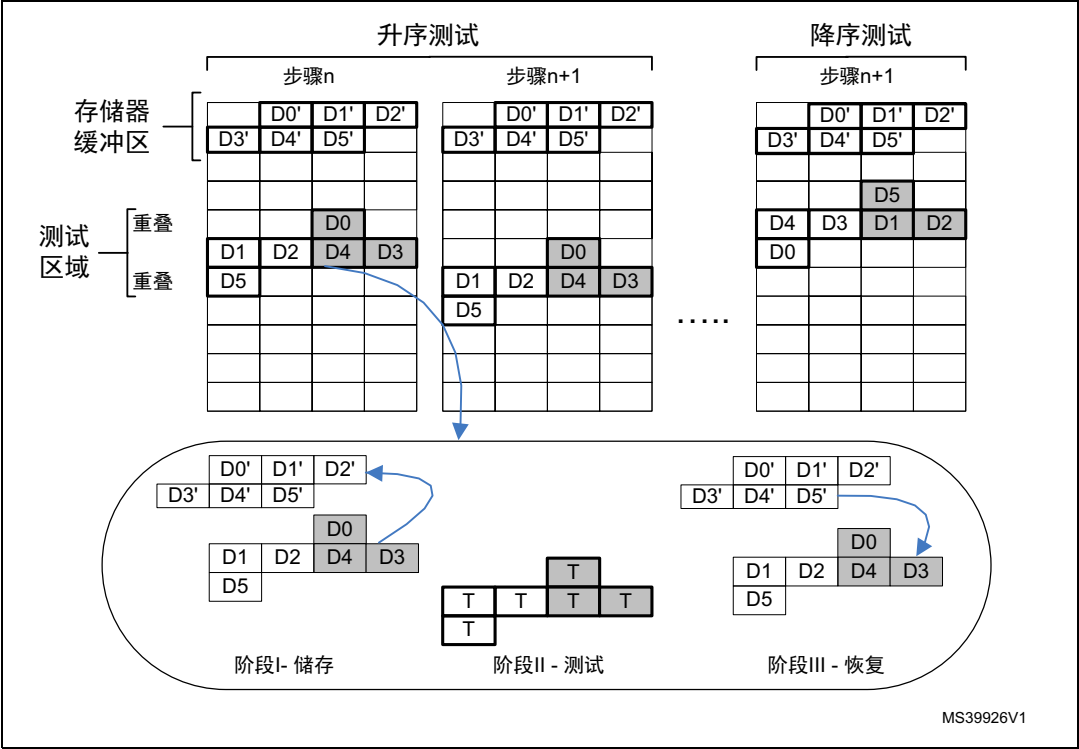 升序测试 降序测试
步骤n 步骤n+1 步骤n+1
存储器
缓冲区
D0' D1' D2' D0' D1' D2' D0' D1' D2'
D3' D4' D5' D3' D4' D5' D3' D4' D5'
D5
测试
区域
重叠 D0 D4 D3 D1 D2
D1 D2 D4 D3 D0 D0
重叠 D5 D1 D2 D4 D3
D5
.....
D0' D1' D2' D0' D1' D2'
D3' D4' D5' D3' D4' D5'
D0 D0
D1 D2 D4 D3 T D1 D2 D4 D3
D5 T T T T D5
T
阶段I- 储存 阶段II - 测试 阶段III - 恢复
MS39926V1